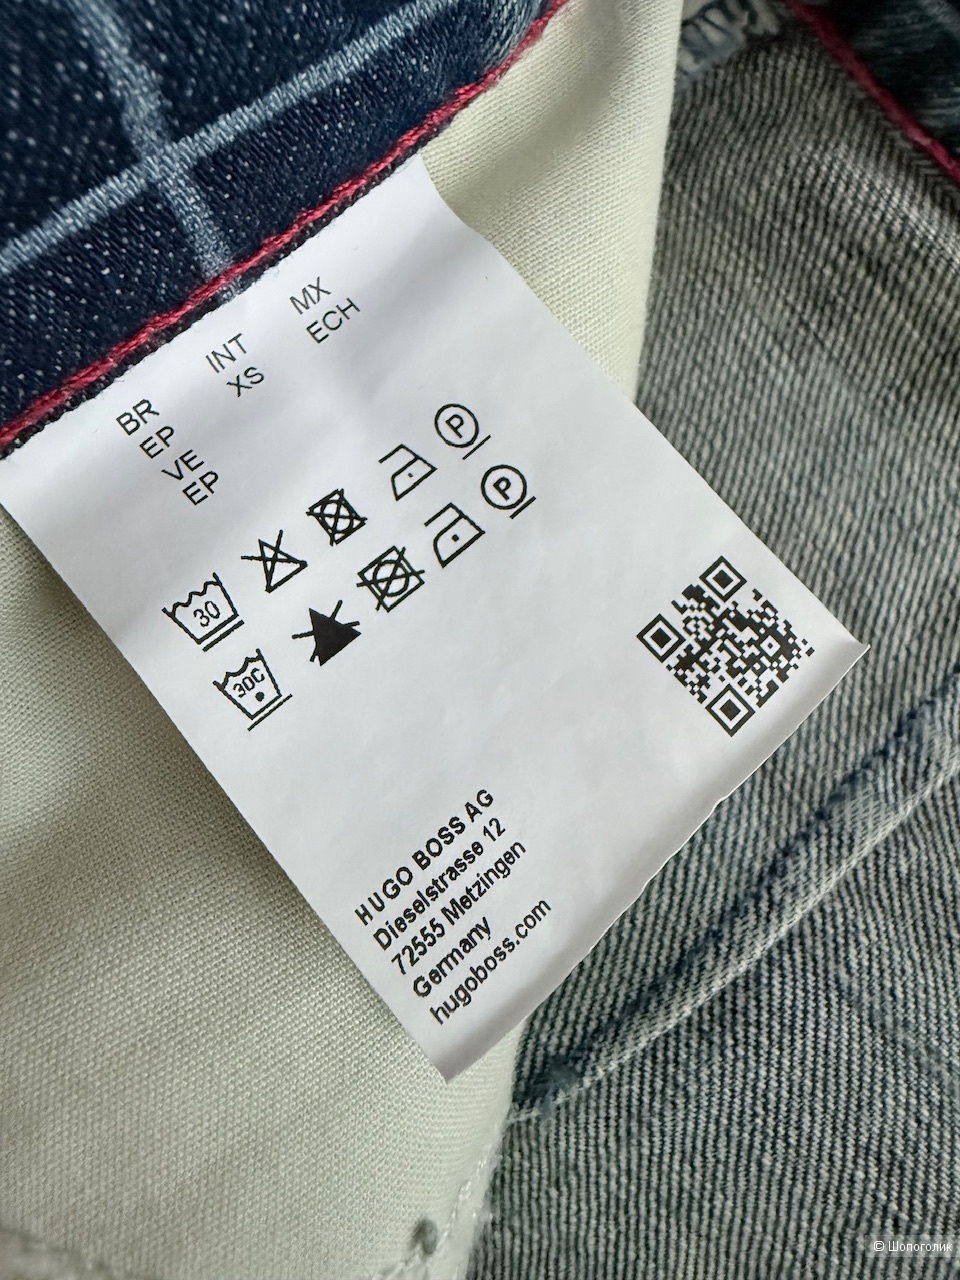 BR
EP
VE
EP
INT
XS
MX
ECH
30
P
30C
P
HUGO BOSS AG
Dieselstrasse 12
72555 Metzingen
Germany
hugoboss.com
© Шопоголик